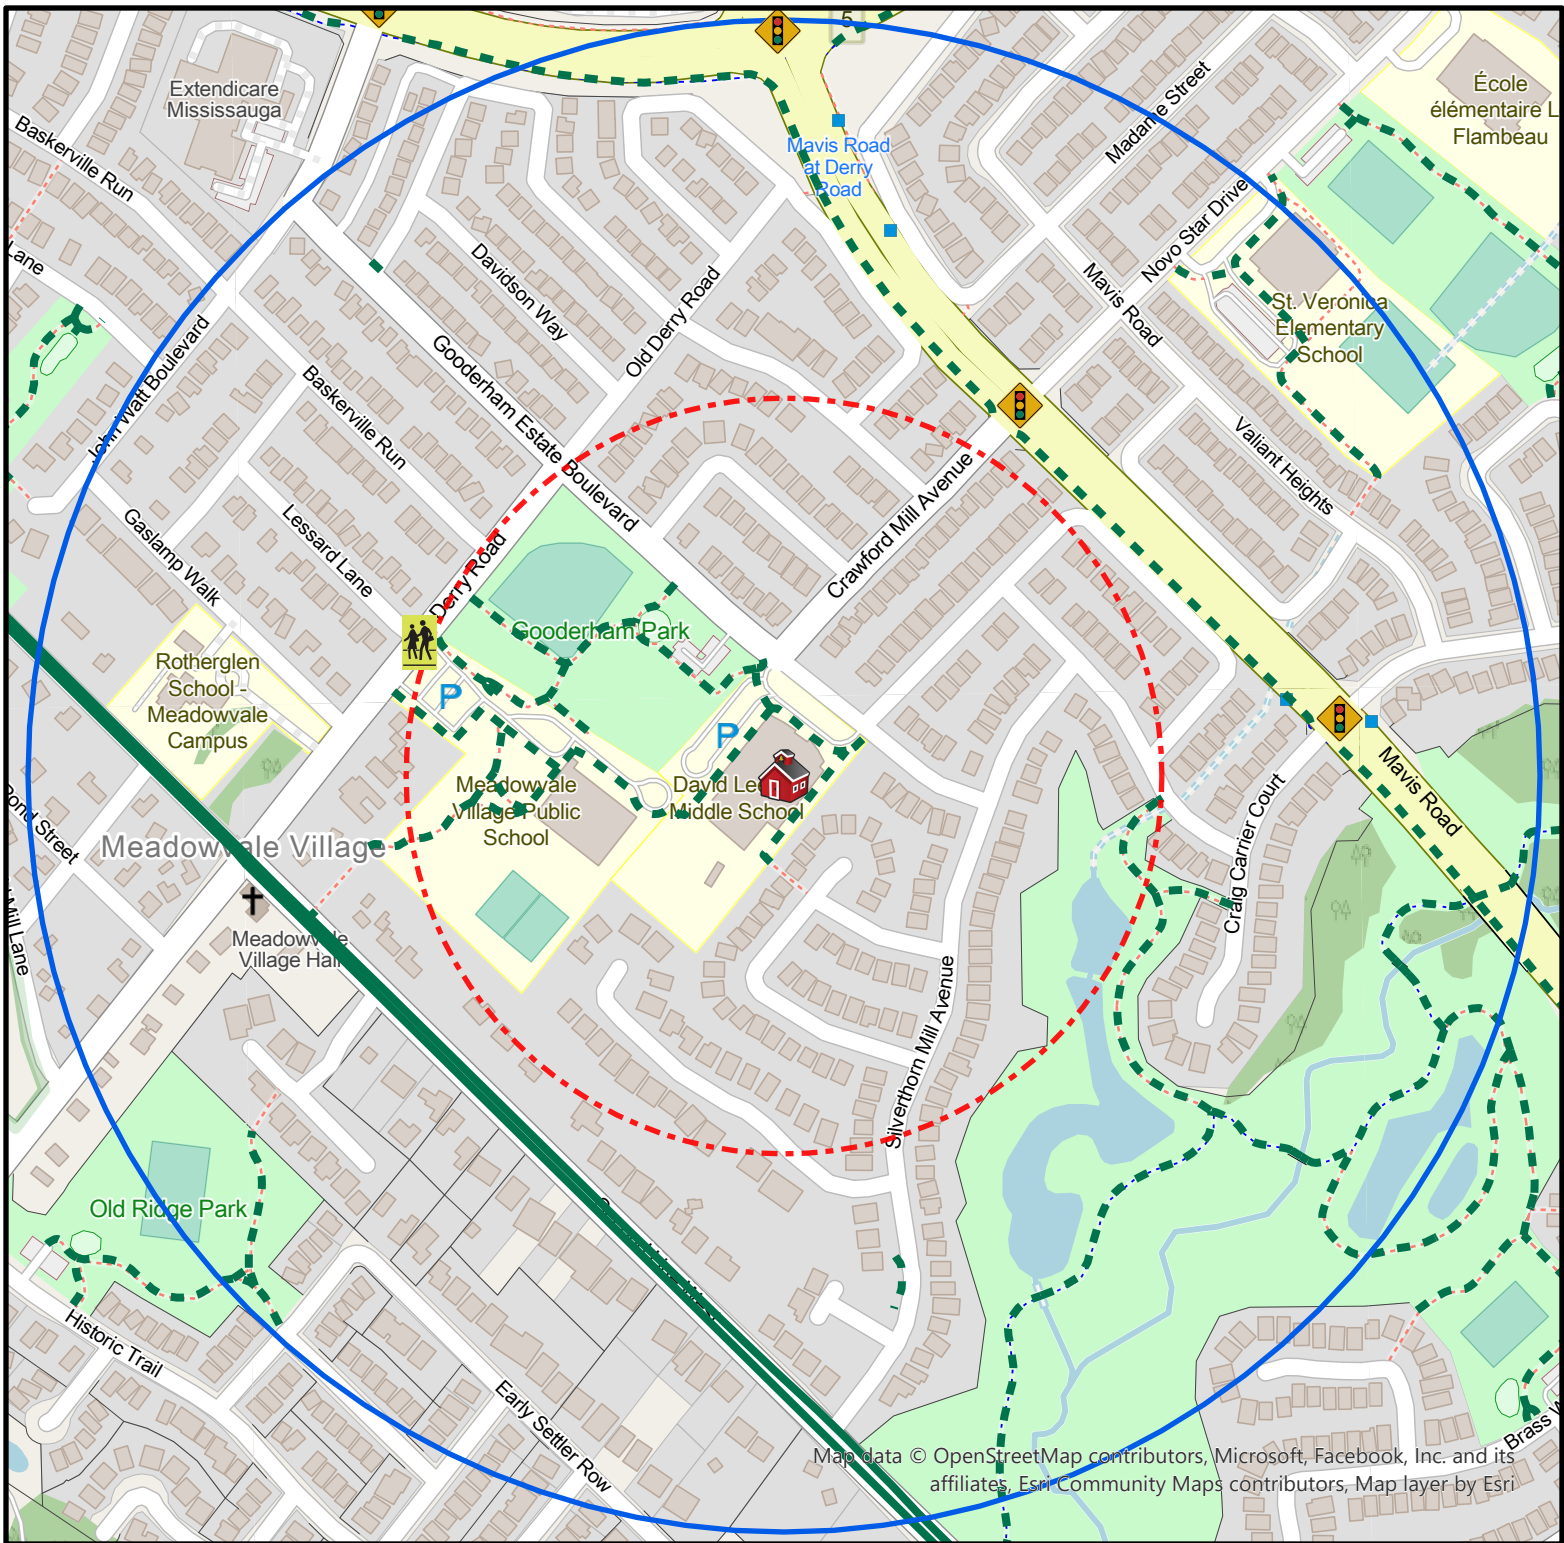 5
Extendicare
Mississauga
École
élémentaire L
Flambeau
Madame Street
Baskerville Run
Mavis Road
at Derry
Road
Novo Star Drive
Lane
Davidson Way
Mavis Road
Old Derry Road
St. Veronica
Elementary
School
John Watt Boulevard
Gooderham Estate Boulevard
Baskerville Run
Valiant Heights
Crawford Mill Avenue
Gaslamp Walk
Lessard Lane
Derry Road
Gooderham Park
Rotherglen
School -
Meadowvale
Campus
P
P
Meadowvale
Village Public
School
David Le
Middle School
Mavis Road
Craig Carrier Court
Pond Street
Meadowvale Village
Mill Lane
Meadowvale
Village Hall
Silverthorn Mill Avenue
Old Ridge Park
Historic Trail
Early Settler Row
Brass W
Map data © OpenStreetMap contributors, Microsoft, Facebook, Inc. and its
affiliates, Esri Community Maps contributors, Map layer by Esri